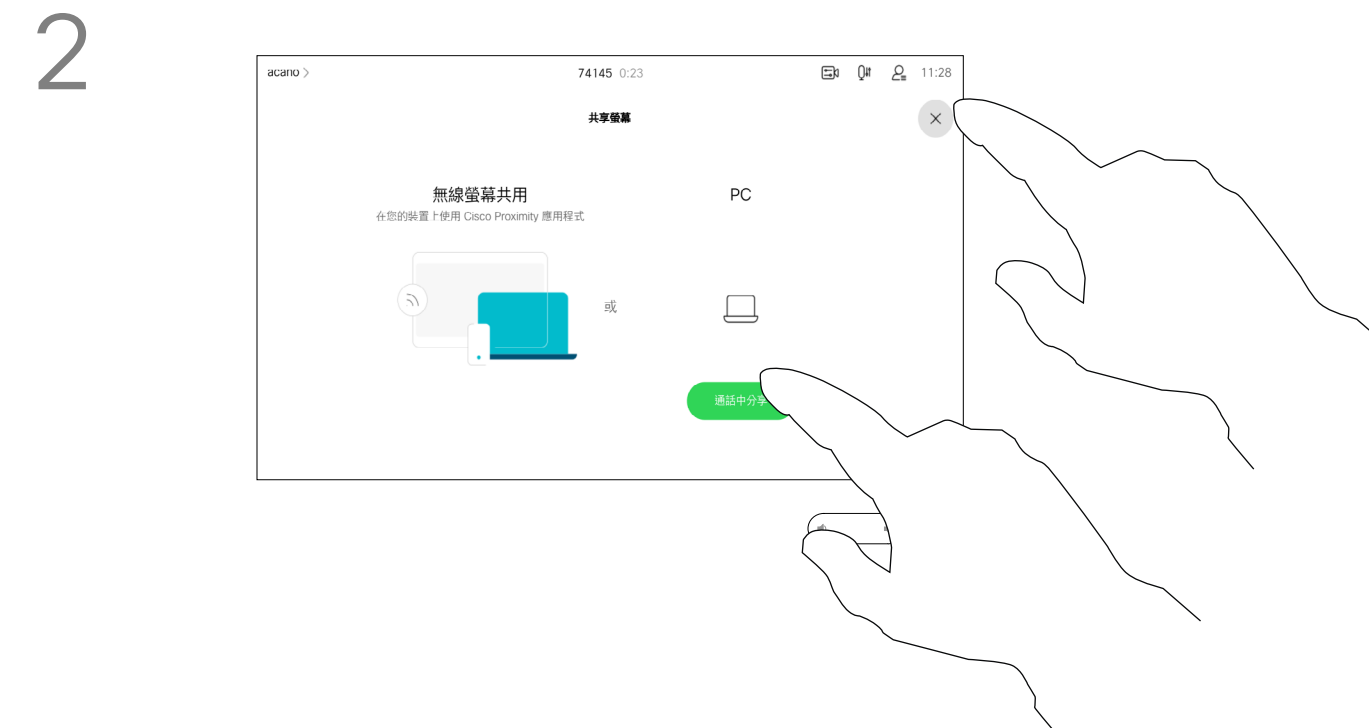 2
acano >
74145 0:23
11:28
共享螢幕
無線螢幕共用
PC
在您的裝置上使用 Cisco Proximity 應用程式
或
通話中分享